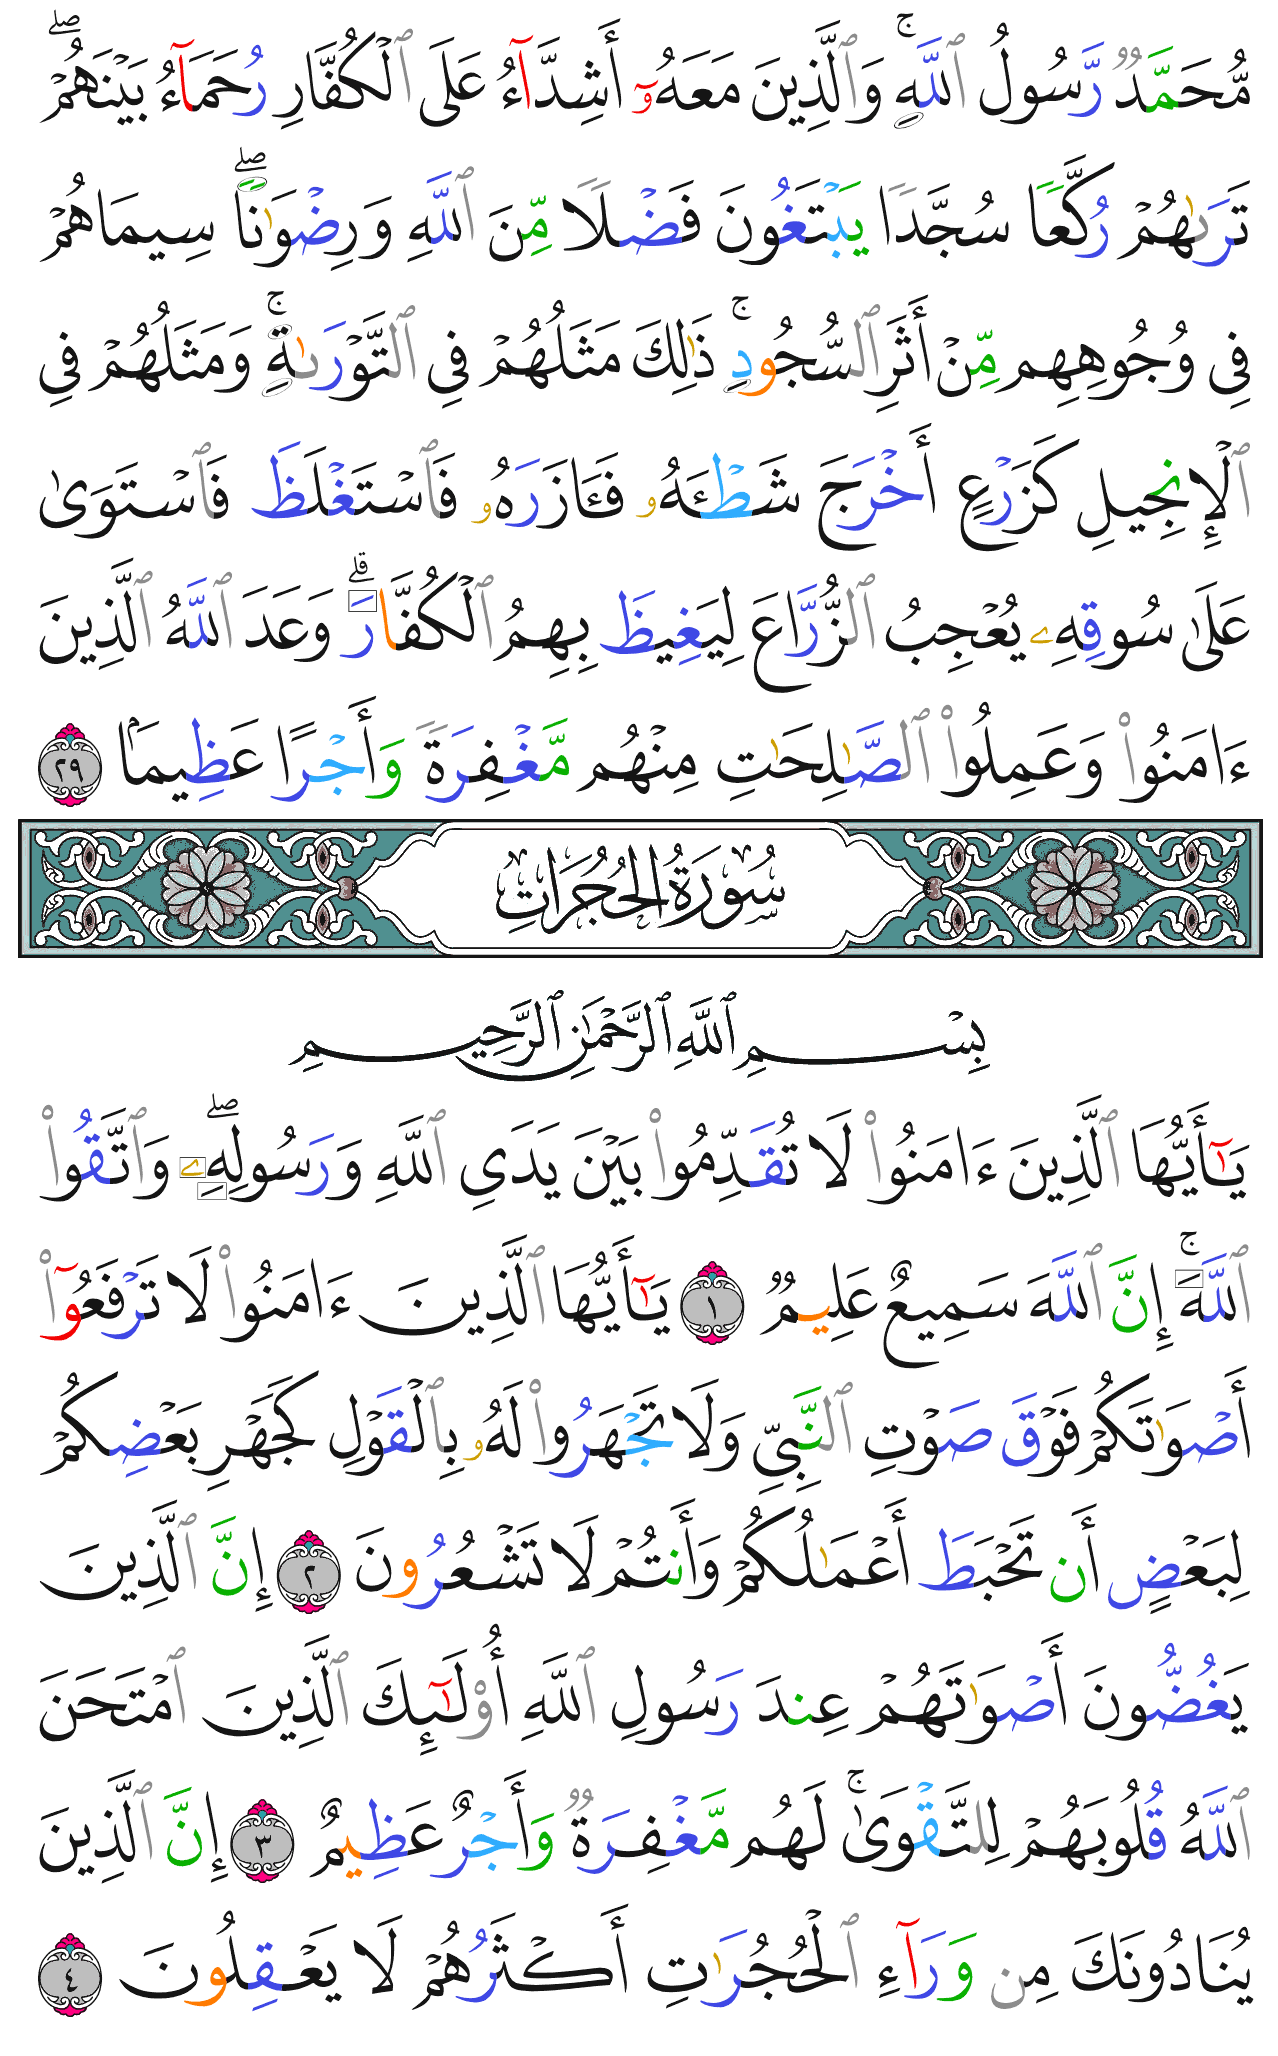 مُّحَمَّدٞ رَّسُولُ ٱللَّهِۚ وَٱلَّذِينَ مَعَهُۥٓ أَشِدَّآءُ عَلَى ٱلۡكُفَّارِ رُحَمَآءُ بَيۡنَهُمۡۖ
تَرَىٰهُمۡ رُكَّعٗا سُجَّدٗا يَبۡتَغُونَ فَضۡلٗا مِّنَ ٱللَّهِ وَرِضۡوَٰنٗاۖ سِيمَاهُمۡ
فِي وُجُوهِهِم مِّنۡ أَثَرِ ٱلسُّجُودِۚ ذَٰلِكَ مَثَلُهُمۡ فِي ٱلتَّوۡرَىٰةِۚ وَمَثَلُهُمۡ فِي
ٱلۡإِنجِيلِ كَزَرۡعٍ أَخۡرَجَ شَطۡـَٔهُۥ فَـَٔازَرَهُۥ فَٱسۡتَغۡلَظَ فَٱسۡتَوَىٰ
عَلَىٰ سُوقِهِۦ يُعۡجِبُ ٱلزُّرَّاعَ لِيَغِيظَ بِهِمُ ٱلۡكُفَّارَۗ وَعَدَ ٱللَّهُ ٱلَّذِينَ
ءَامَنُواْ وَعَمِلُواْ ٱلصَّٰلِحَٰتِ مِنۡهُم مَّغۡفِرَةٗ وَأَجۡرًا عَظِيمَۢا ٢٩
سُورَةُ الحُجُرَاتِ
بِسۡمِ ٱللَّهِ ٱلرَّحۡمَٰنِ ٱلرَّحِيمِ
يَٰٓأَيُّهَا ٱلَّذِينَ ءَامَنُواْ لَا تُقَدِّمُواْ بَيۡنَ يَدَيِ ٱللَّهِ وَرَسُولِهِۦۖ وَٱتَّقُواْ
ٱللَّهَۚ إِنَّ ٱللَّهَ سَمِيعٌ عَلِيمٞ ١ يَٰٓأَيُّهَا ٱلَّذِينَ ءَامَنُواْ لَا تَرۡفَعُوٓاْ
أَصۡوَٰتَكُمۡ فَوۡقَ صَوۡتِ ٱلنَّبِيِّ وَلَا تَجۡهَرُواْ لَهُۥ بِٱلۡقَوۡلِ كَجَهۡرِ بَعۡضِكُمۡ
لِبَعۡضٍ أَن تَحۡبَطَ أَعۡمَٰلُكُمۡ وَأَنتُمۡ لَا تَشۡعُرُونَ ٢ إِنَّ ٱلَّذِينَ
يَغُضُّونَ أَصۡوَٰتَهُمۡ عِندَ رَسُولِ ٱللَّهِ أُوْلَٰٓئِكَ ٱلَّذِينَ ٱمۡتَحَنَ
ٱللَّهُ قُلُوبَهُمۡ لِلتَّقۡوَىٰۚ لَهُم مَّغۡفِرَةٞ وَأَجۡرٌ عَظِيمٌ ٣ إِنَّ ٱلَّذِينَ
يُنَادُونَكَ مِن وَرَآءِ ٱلۡحُجُرَٰتِ أَكۡثَرُهُمۡ لَا يَعۡقِلُونَ ٤